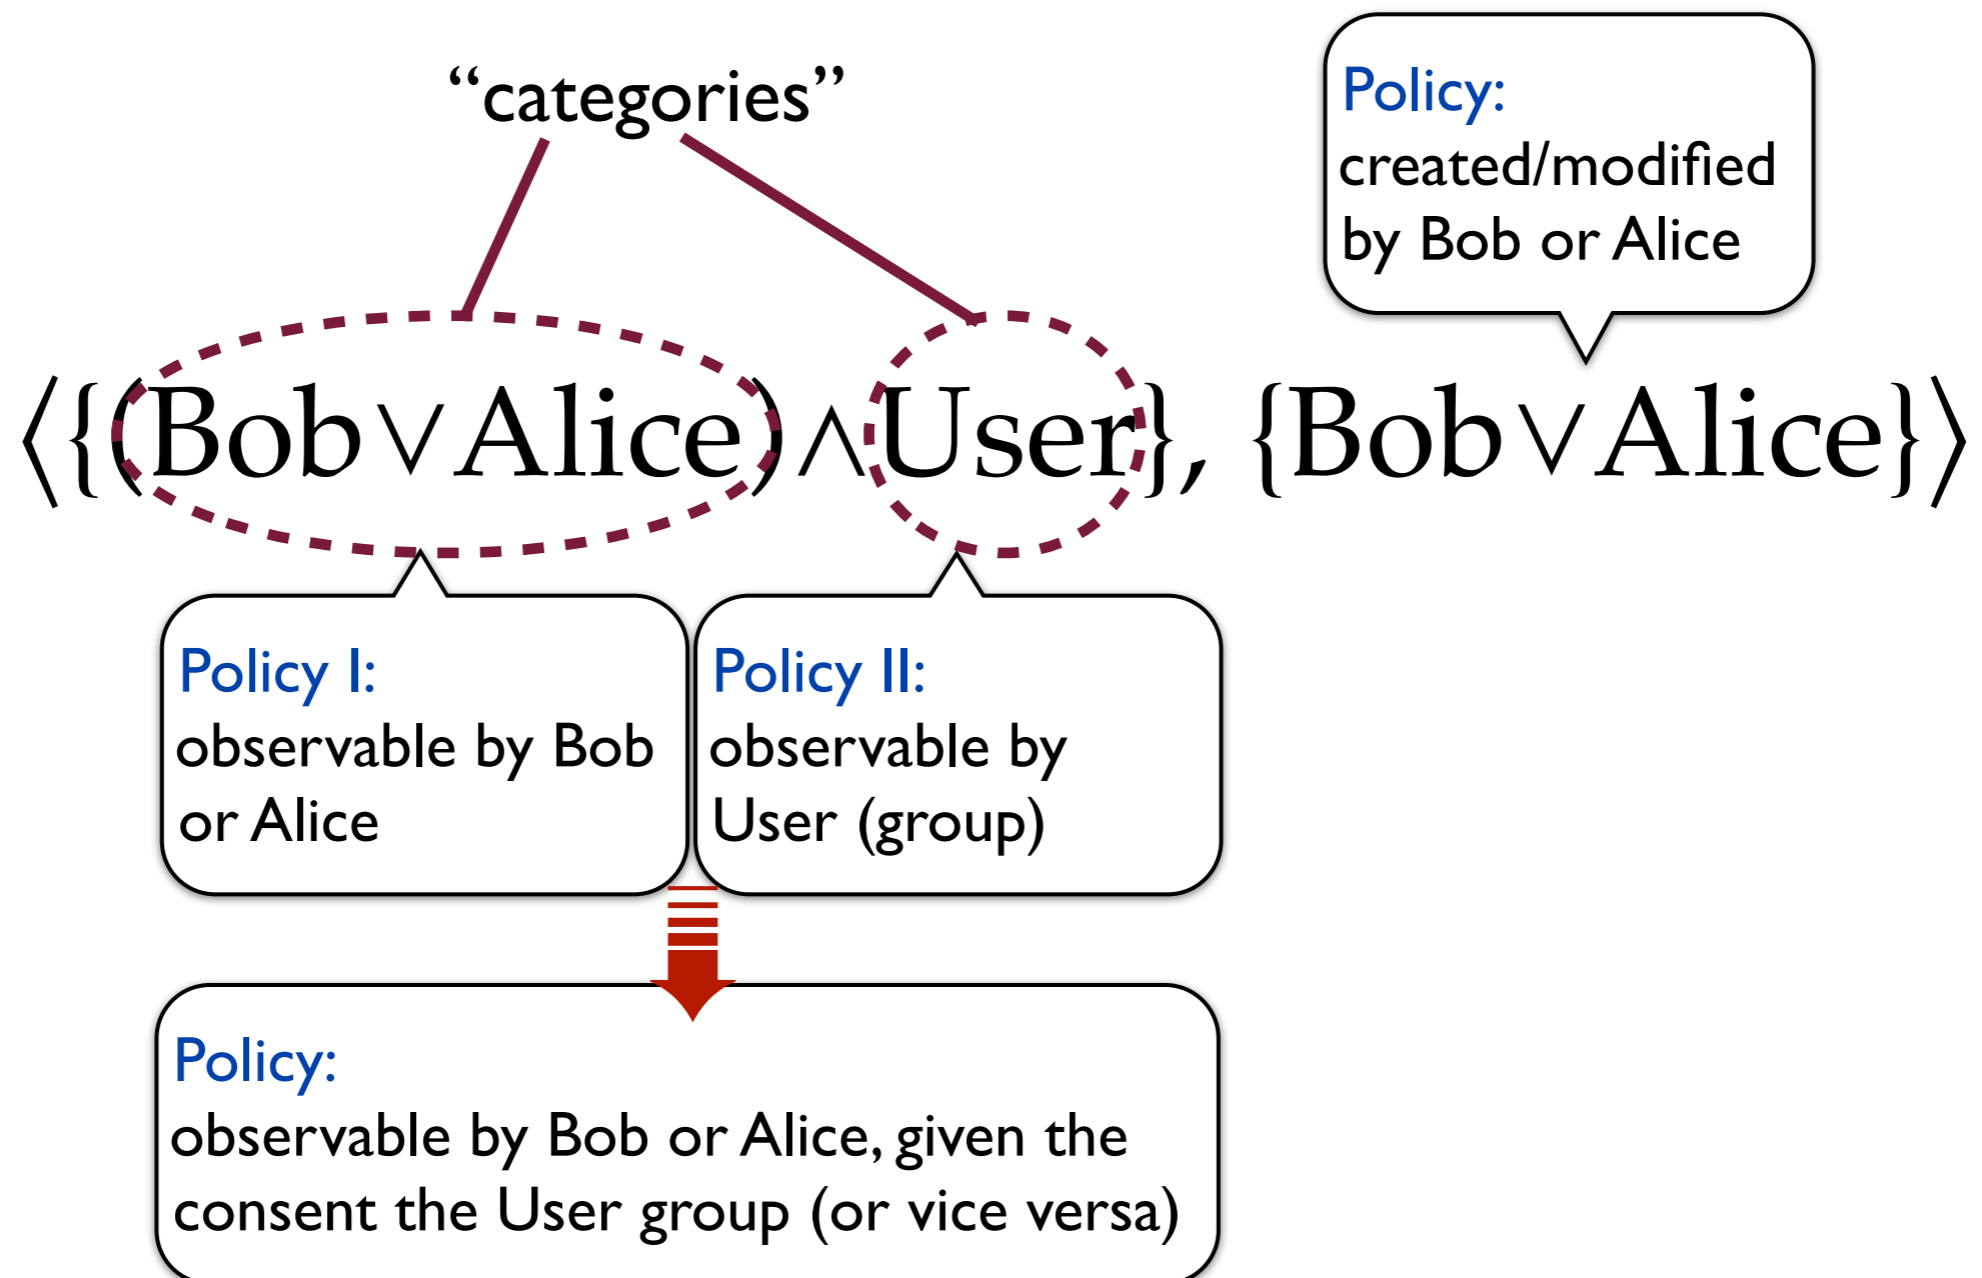 “categories”
Policy:
created/modified
by Bob or Alice
⟨{(Bob∨Alice)∧User}, {Bob∨Alice}⟩
Policy I:
observable by Bob
or Alice
Policy II:
observable by
User (group)
Policy:
observable by Bob or Alice, given the
consent the User group (or vice versa)